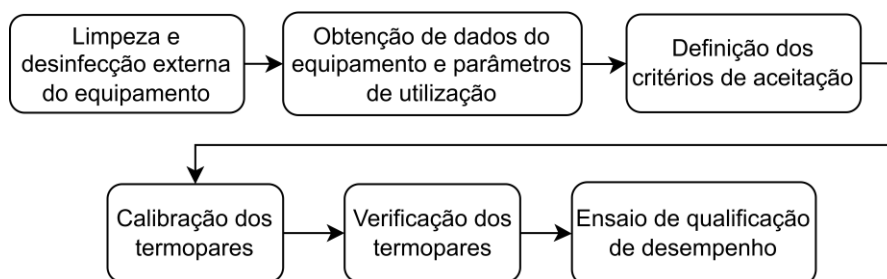 Limpeza e
desinfecção externa
do equipamento
Obtenção de dados do
equipamento e parâmetros
de utilização
Definição dos
critérios de aceitação
Calibração dos
termopares
Verificação dos
termopares
Ensaio de qualificação
de desempenho